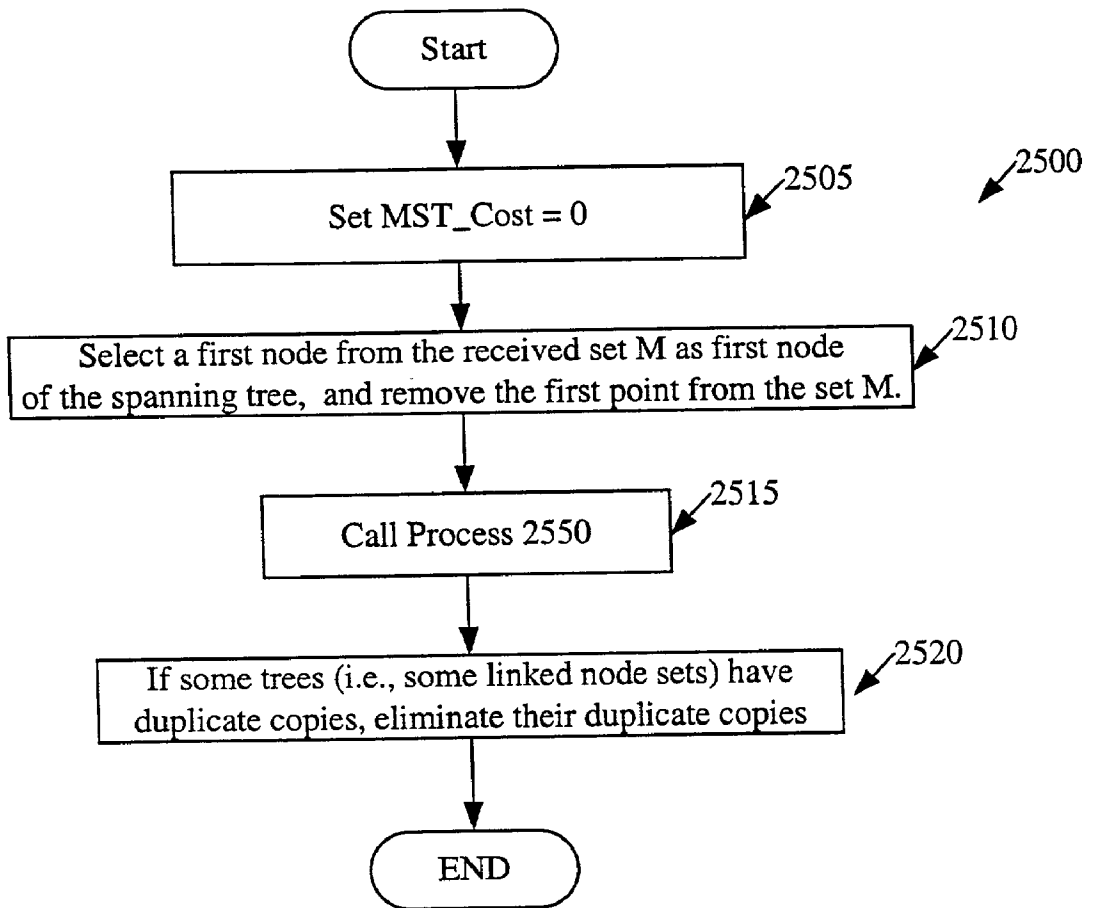 Start
2500
2505
Set MST_Cost = 0
2510
Select a first node from the received set M as first node
of the spanning tree, and remove the first point from the set M.
2515
Call Process 2550
2520
If some trees (i.e., some linked node sets) have
duplicate copies, eliminate their duplicate copies
END